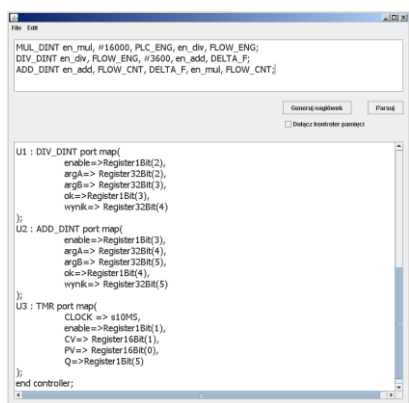 File Edit
MUL_DINT en_mul, #16000, PLC_ENG, en_div, FLOW_ENG;
DIV_DINT en_div, FLOW_ENG, #3600, en_add, DELTA_F;
ADD_DINT en_add, FLOW_CNT, DELTA_F, en_mul, FLOW_CNT;
Generuj nagłówek Parsuj
Dołącz kontroler pamięci
U1 : DIV_DINT port map(
enable=>Register1Bit(2),
argA=> Register32Bit(2),
argB=> Register32Bit(3),
ok=>Register1Bit(3),
wynik=> Register32Bit(4)
);
U2 : ADD_DINT port map(
enable=>Register1Bit(3),
argA=> Register32Bit(4),
argB=> Register32Bit(5),
ok=>Register1Bit(4),
wynik=> Register32Bit(5)
);
U3 : TMR port map(
CLOCK => s10MS,
enable=>Register1Bit(1),
CV=> Register16Bit(1),
PV=> Register16Bit(0),
Q=>Register1Bit(5)
);
end controller;